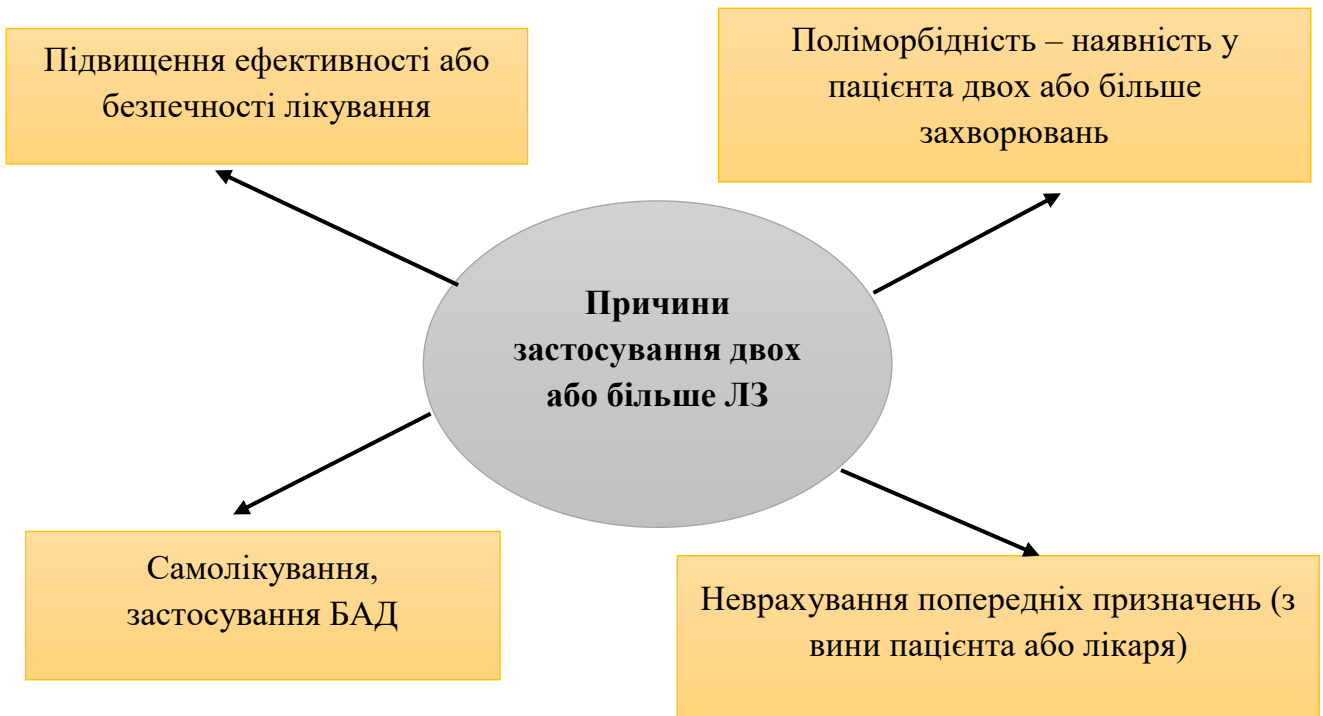 Підвищення ефективності або
безпечності лікування
Поліморбідність – наявність у
пацієнта двох або більше
захворювань
Причини
застосування двох
або більше ЛЗ
Самолікування,
застосування БАД
Неврахування попередніх призначень (з
вини пацієнта або лікаря)